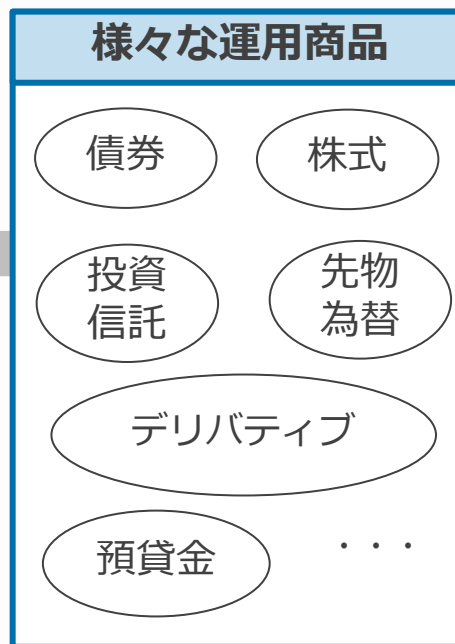 様々な運用商品
債券
株式
投資
信託
先物
為替
デリバティブ
預貸金
・・・